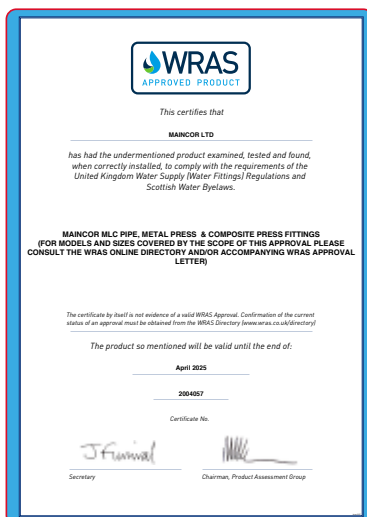 WRAS
APPROVED PRODUCT
This certifies that
MAINCOR LTD
has had the undermentioned product examined, tested and found,
when correctly installed, to comply with the requirements of the
United Kingdom Water Supply (Water Fittings) Regulations and
Scottish Water Byelaws.
MAINCOR MLC PIPE, METAL PRESS & COMPOSITE PRESS FITTINGS
(FOR MODELS AND SIZES COVERED BY THE SCOPE OF THIS APPROVAL PLEASE
CONSULT THE WRAS ONLINE DIRECTORY AND/OR ACCOMPANYING WRAS APPROVAL
LETTER)
The certificate by itself is not evidence of a valid WRAS Approval. Confirmation of the current
status of an approval must be obtained from the WRAS Directory (www.wras.co.uk/directory)
The product so mentioned will be valid until the end of:
April 2025
2004057
Certificate No.
Secretary
Chairman, Product Assessment Group